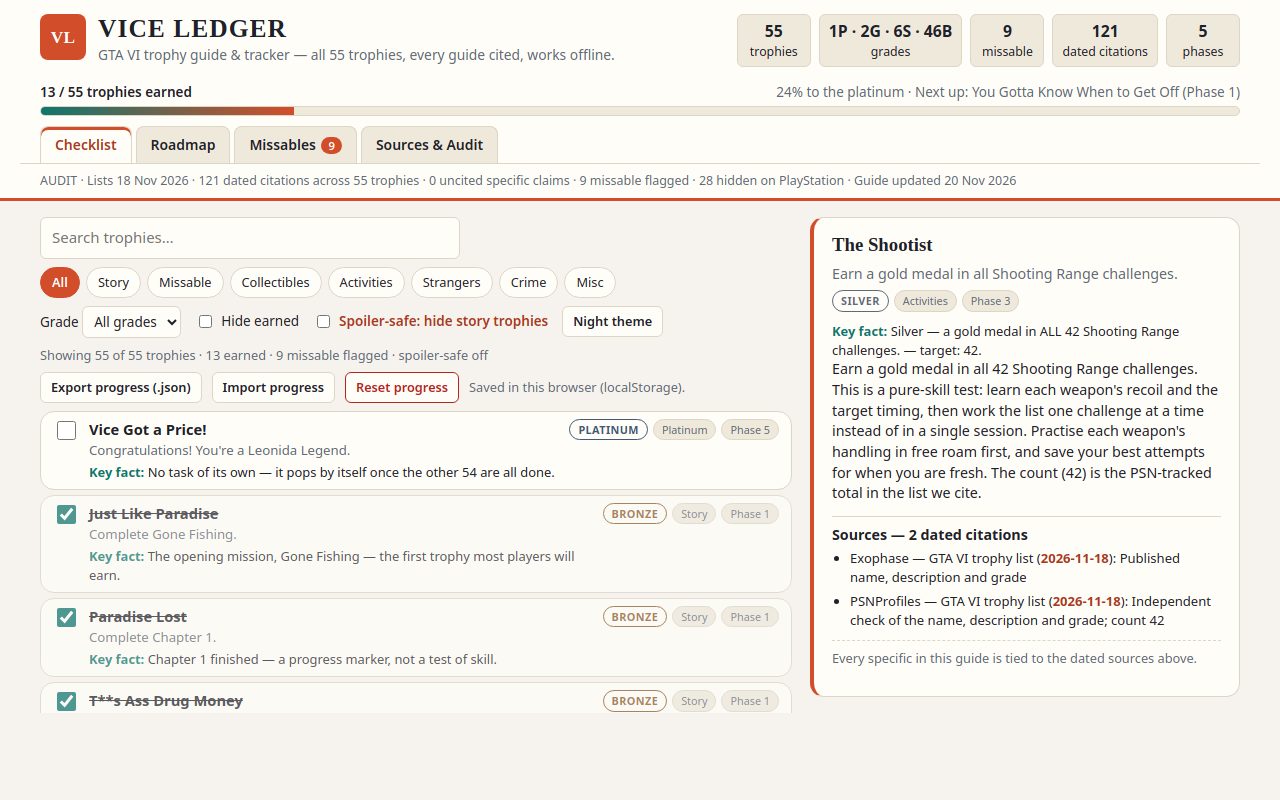 VL
VICE LEDGER
GTA VI trophy guide & tracker — all 55 trophies, every guide cited, works offline.
55
trophies
1P · 2G · 6S · 46B
grades
9
missable
121
dated citations
5
phases
13 / 55 trophies earned
24% to the platinum · Next up: You Gotta Know When to Get Off (Phase 1)
Checklist
Roadmap
Missables 9
Sources & Audit
AUDIT · Lists 18 Nov 2026 · 121 dated citations across 55 trophies · 0 uncited specific claims · 9 missable flagged · 28 hidden on PlayStation · Guide updated 20 Nov 2026
Search trophies...
All
Story
Missable
Collectibles
Activities
Strangers
Crime
Misc
Grade All grades
Hide earned
Spoiler-safe: hide story trophies
Night theme
Showing 55 of 55 trophies · 13 earned · 9 missable flagged · spoiler-safe off
Export progress (.json)
Import progress
Reset progress
Saved in this browser (localStorage).
Vice Got a Price!
PLATINUM
Platinum
Phase 5
Congratulations! You're a Leonida Legend.
Key fact: No task of its own — it pops by itself once the other 54 are all done.
Just Like Paradise
BRONZE
Story
Phase 1
Complete Gone Fishing.
Key fact: The opening mission, Gone Fishing — the first trophy most players will
earn.
Paradise Lost
BRONZE
Story
Phase 1
Complete Chapter 1.
Key fact: Chapter 1 finished — a progress marker, not a test of skill.
T**s Ass Drug Money
BRONZE
Story
Phase 1
The Shootist
Earn a gold medal in all Shooting Range challenges.
SILVER
Activities
Phase 3
Key fact: Silver — a gold medal in ALL 42 Shooting Range
challenges. — target: 42.
Earn a gold medal in all 42 Shooting Range challenges.
This is a pure-skill test: learn each weapon's recoil and the
target timing, then work the list one challenge at a time
instead of in a single session. Practise each weapon's
handling in free roam first, and save your best attempts
for when you are fresh. The count (42) is the PSN-tracked
total in the list we cite.
Sources — 2 dated citations
Exophase — GTA VI trophy list (2026-11-18): Published
name, description and grade
PSNProfiles — GTA VI trophy list (2026-11-18): Independent
check of the name, description and grade; count 42
Every specific in this guide is tied to the dated sources above.